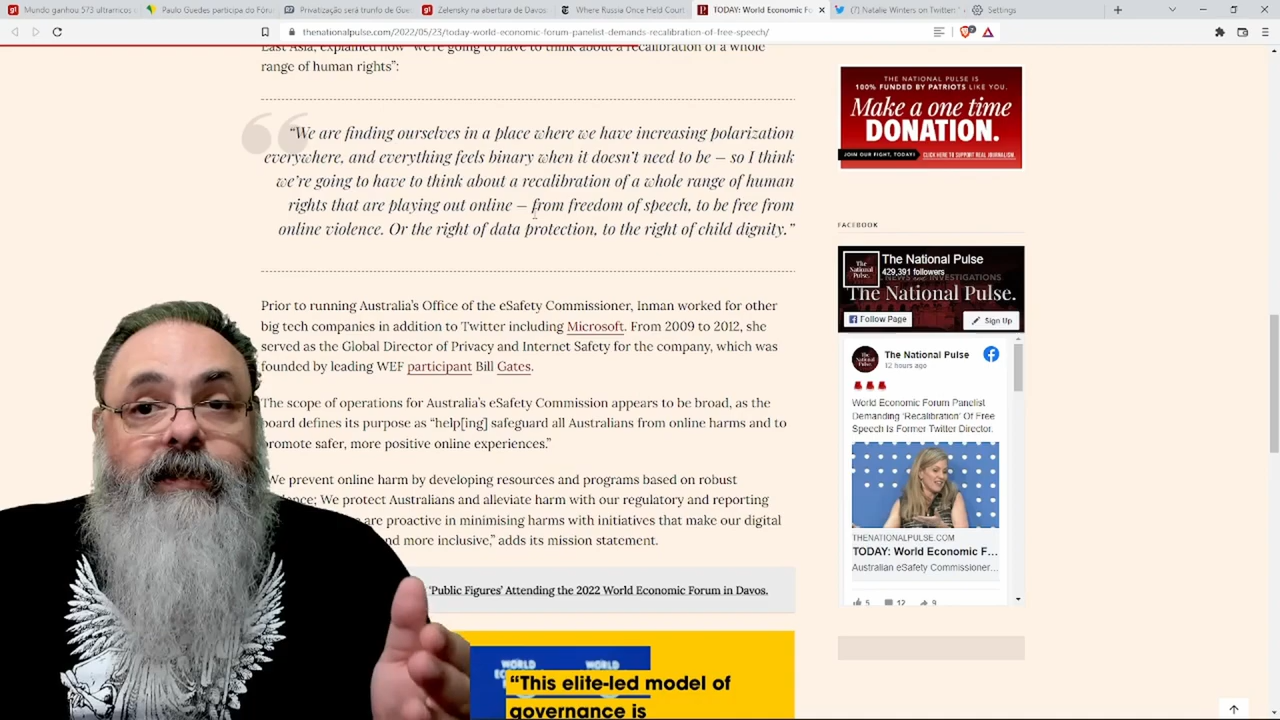 Mundo ganhou 573 ultrarricos d
Paulo Guedes participa do Fóru
Privatização será trunfo de Gue
Zelensky na abertura de Davos
Where Russia Once Held Court
TODAY: World Economic Fo
(7) Natalie Winters on Twitter: "
Settings
thenationalpulse.com/2022/05/23/today-world-economic-forum-panelist-demands-recalibration-of-free-speech/
East Asia, explained how "we're going to have to think about a recalibration of a whole
range of human rights":
"We are finding ourselves in a place where we have increasing polarization
everywhere, and everything feels binary when it doesn't need to be – so I think
we're going to have to think about a recalibration of a whole range of human
rights that are playing out online – from freedom of speech, to be free from
online violence. Or the right of data protection, to the right of child dignity."
Prior to running Australia's Office of the eSafety Commissioner, Inman worked for other
big tech companies in addition to Twitter including Microsoft. From 2009 to 2012, she
served as the Global Director of Privacy and Internet Safety for the company, which was
founded by leading WEF participant Bill Gates.
The scope of operations for Australia's eSafety Commission appears to be broad, as the
board defines its purpose as "help[ing] safeguard all Australians from online harms and to
promote safer, more positive online experiences."
We prevent online harm by developing resources and programs based on robust
; We protect Australians and alleviate harm with our regulatory and reporting
are proactive in minimising harms with initiatives that make our digital
and more inclusive," adds its mission statement.
'Public Figures' Attending the 2022 World Economic Forum in Davos.
WORLD
"This elite-led model of
governance is
THE NATIONAL PULSE IS
100% FUNDED BY PATRIOTS LIKE YOU.
Make a one time
DONATION.
JOIN OUR FIGHT, TODAY! CLICK HERE TO SUPPORT REAL JOURNALISM.
FACEBOOK
The National Pulse
429,391 followers
The National Pulse.
Follow Page
Sign Up
The National Pulse
12 hours ago
World Economic Forum Panelist
Demanding 'Recalibration' Of Free
Speech Is Former Twitter Director.
THENATIONALPULSE.COM
TODAY: World Economic F...
Australian eSafety Commissioner...
5 12 9